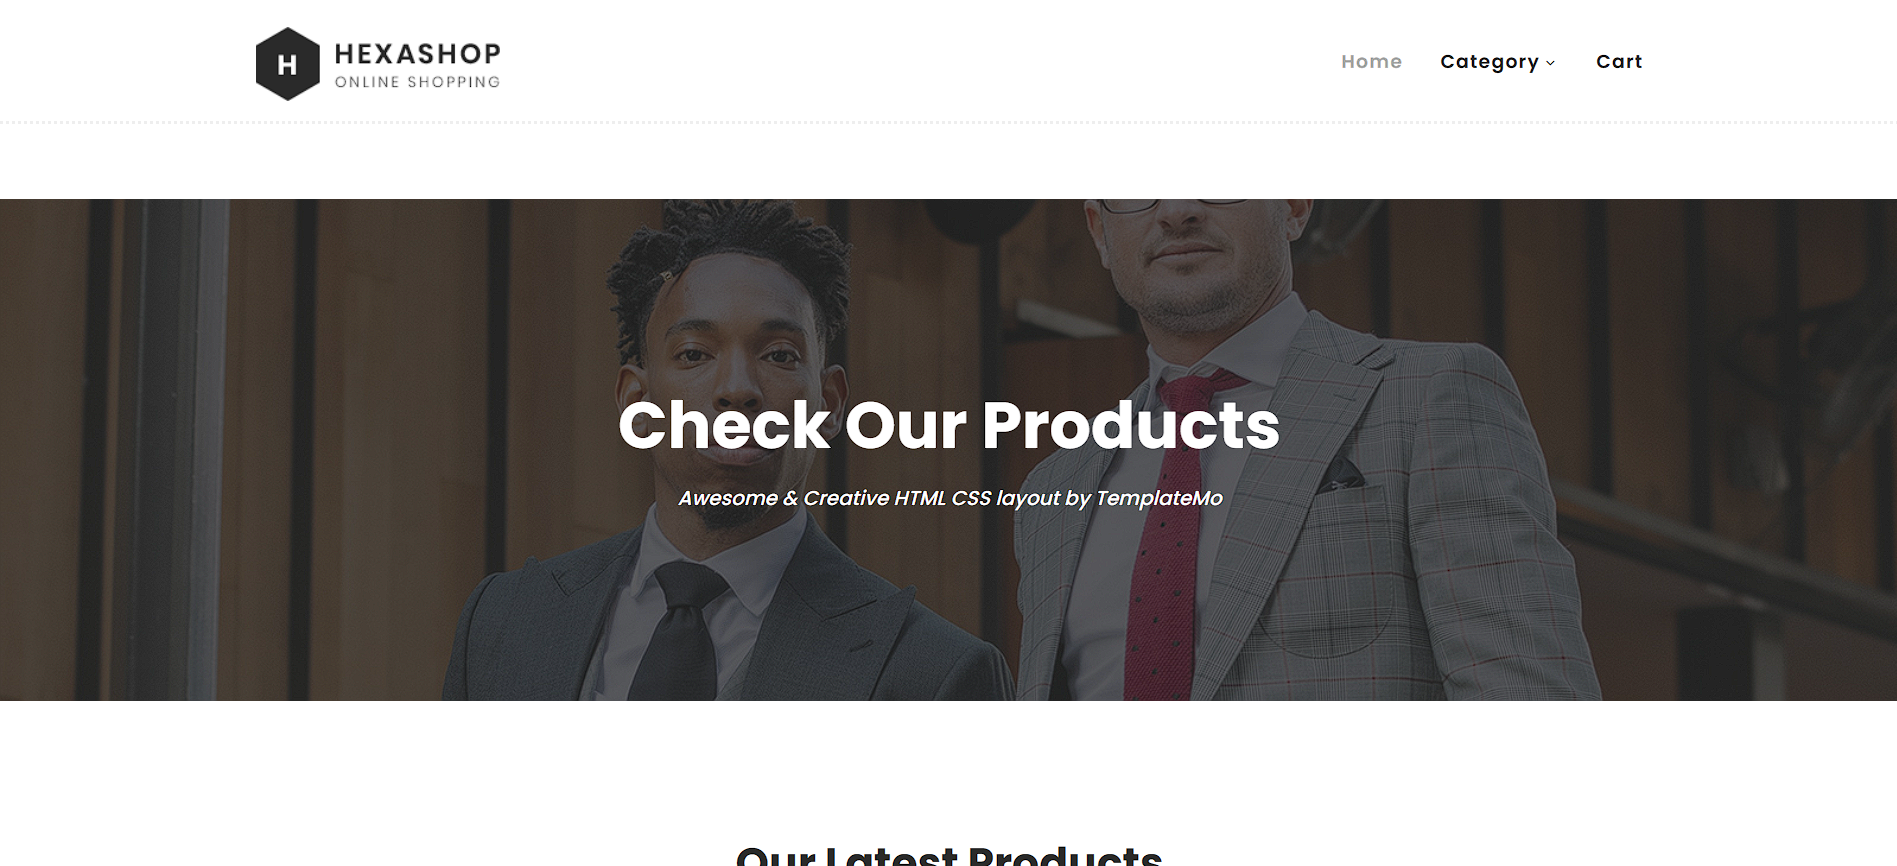 H
HEXASHOP
ONLINE SHOPPING
Home
Category
Cart
Check Our Products
Awesome & Creative HTML CSS layout by TemplateMo
Our Latest Products